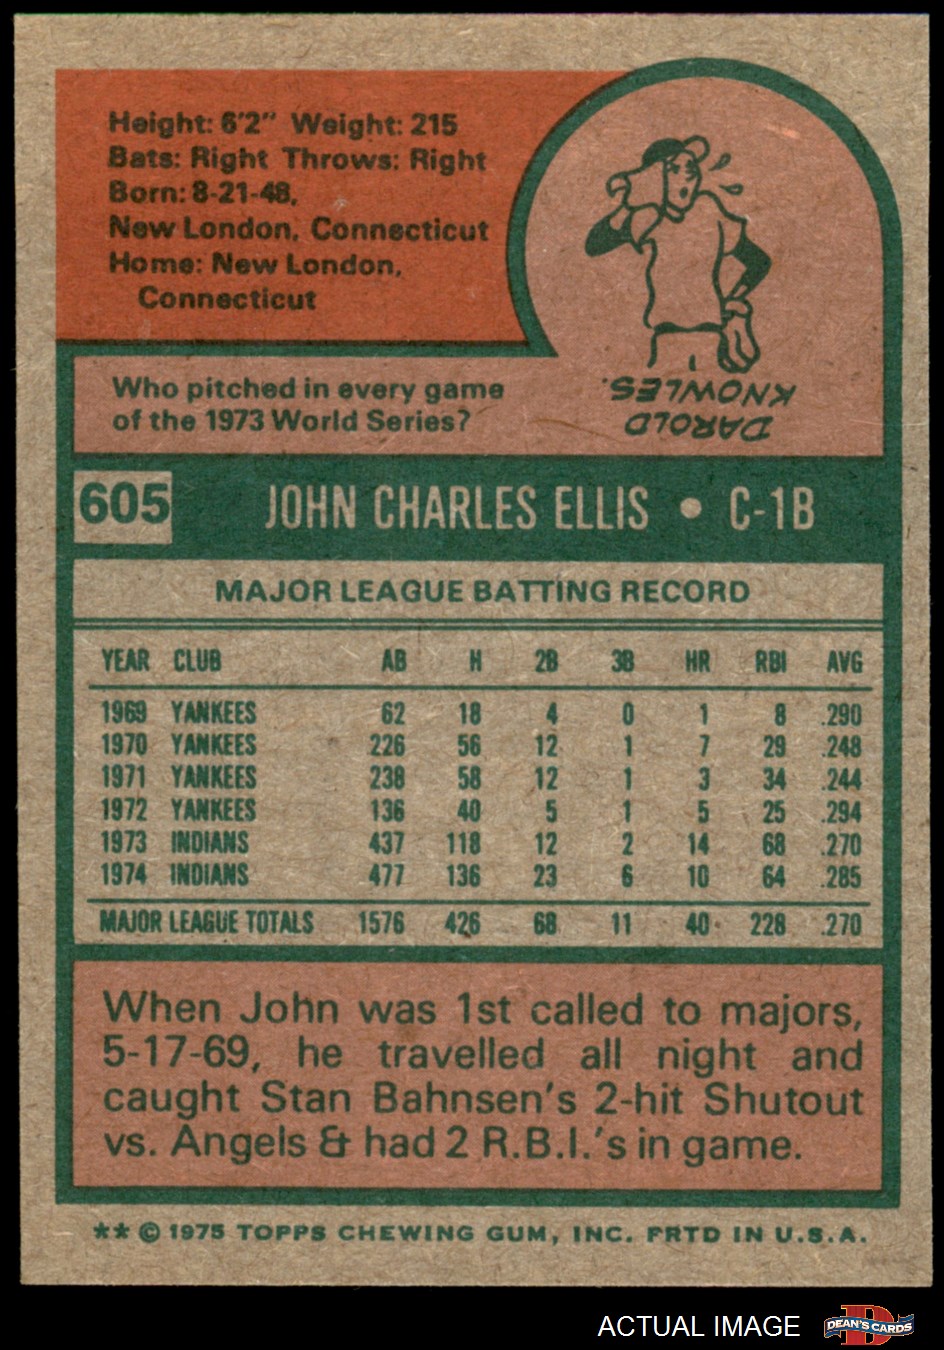 Height: 6'2" Weight: 215
Bats: Right Throws: Right
Born: 8-21-48,
New London, Connecticut
Home: New London,
Connecticut
Who pitched in every game
of the 1973 World Series?
DAROLD
KNOWLES.
605 JOHN CHARLES ELLIS • C-1B
MAJOR LEAGUE BATTING RECORD
YEAR CLUB AB H 2B 3B HR RBI AVG
1969 YANKEES 62 18 4 0 1 8 .290
1970 YANKEES 226 56 12 1 7 29 .248
1971 YANKEES 238 58 12 1 3 34 .244
1972 YANKEES 136 40 5 1 5 25 .294
1973 INDIANS 437 118 12 2 14 68 .270
1974 INDIANS 477 136 23 6 10 64 .285
MAJOR LEAGUE TOTALS 1576 426 68 11 40 228 .270
When John was 1st called to majors,
5-17-69, he travelled all night and
caught Stan Bahnsen's 2-hit Shutout
vs. Angels & had 2 R.B.I.'s in game.
** © 1975 TOPPS CHEWING GUM, INC. PRTD IN U.S.A.
ACTUAL IMAGE
D
DEAN'S CARDS